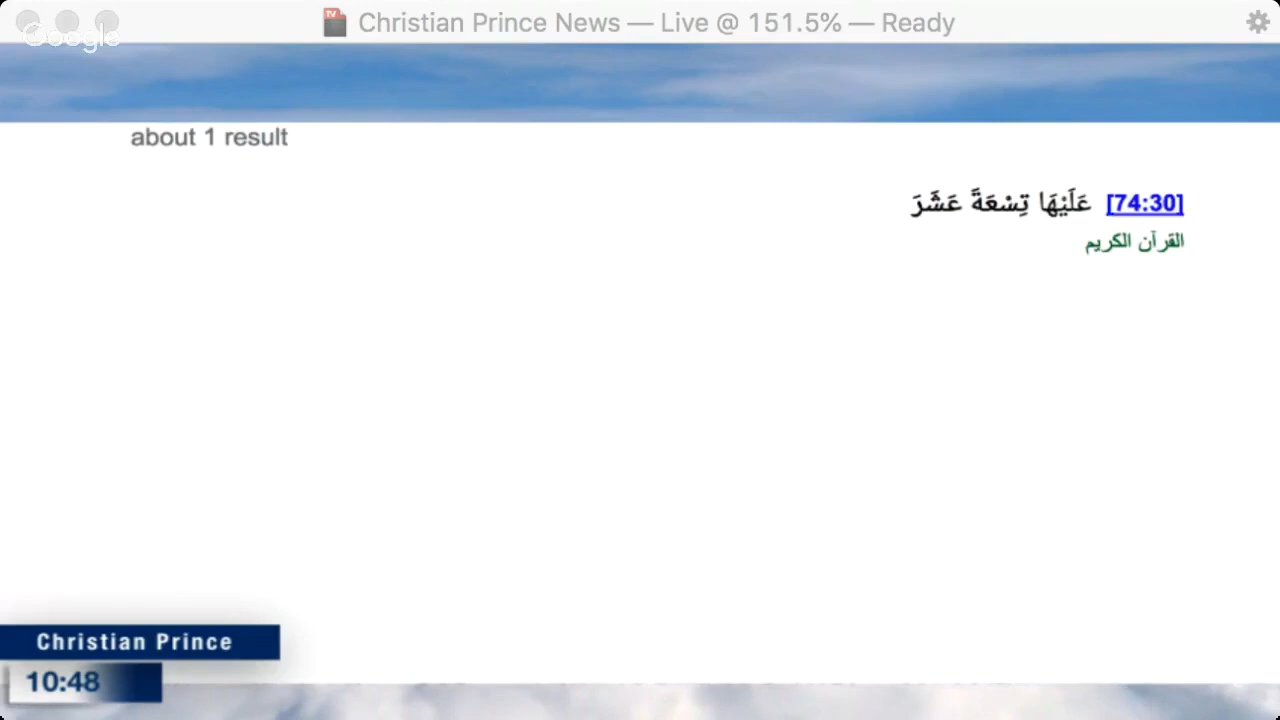 Christian Prince News — Live @ 151.5% — Ready
Google
about 1 result
[74:30] عَلَيْهَا تِسْعَةَ عَشَرَ
القرآن الكريم
Christian Prince
10:48